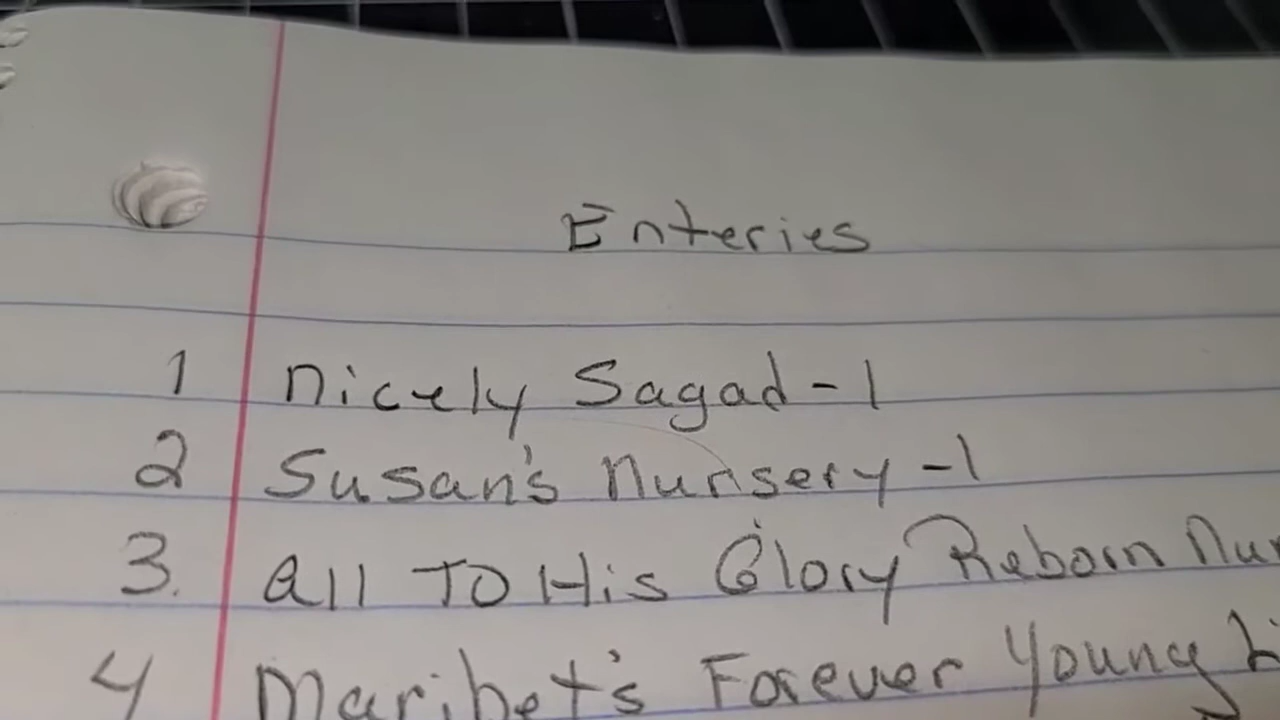 Enteries
1 Nicely Sagad-1
2 Susan's Nursery-1
3. All To His Glory Reborn
4 Maribet's Forever Young